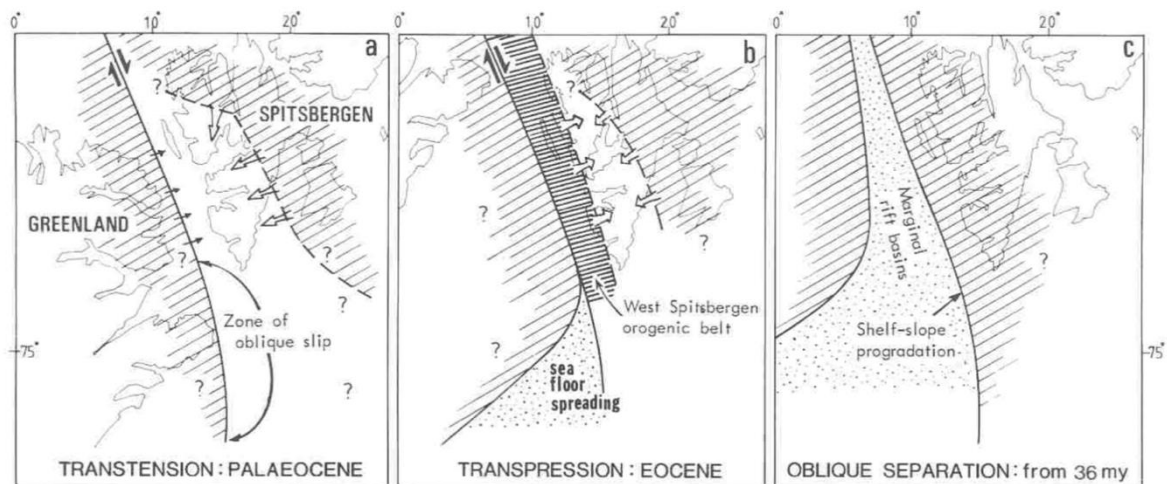 0° 10° 20° 0° 10° 20° 0° 10° 20°
a
?
SPITSBERGEN
GREENLAND
?
?
?
Zone of
oblique slip
75°
?
?
TRANSTENSION: PALAEOCENE
b
?
?
?
West Spitsbergen
orogenic belt
?
sea
floor
spreading
TRANSPRESSION: EOCENE
c
Marginal
rift basins
?
Shelf-slope
progradation
75°
OBLIQUE SEPARATION: from 36 my